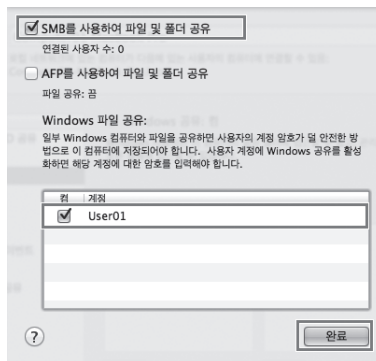 SMB를 사용하여 파일 및 폴더 공유
연결된 사용자 수: 0
AFP를 사용하여 파일 및 폴더 공유
파일 공유: 끔
Windows 파일 공유:
일부 Windows 컴퓨터와 파일을 공유하면 사용자의 계정 암호가 덜 안전한 방
법으로 이 컴퓨터에 저장되어야 합니다. 사용자 계정에 Windows 공유를 활성
화하면 해당 계정에 대한 암호를 입력해야 합니다.
켬 계정
User01
? 완료